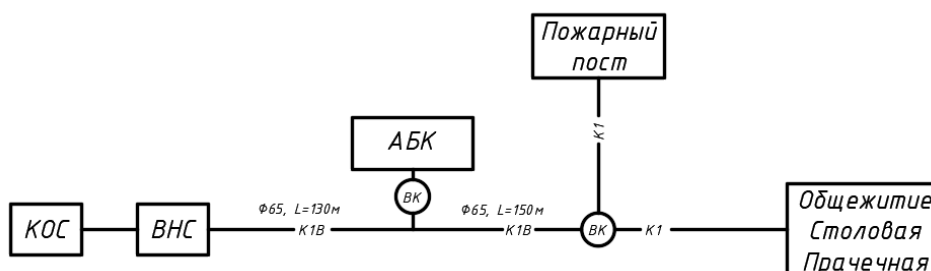 Пожарный
пост
К1
АБК
ВК
Ф65, L=130м
Ф65, L=150м
КОС
ВНС
К1В
К1В
ВК
К1
Общежитие
Столовая
Прачечная